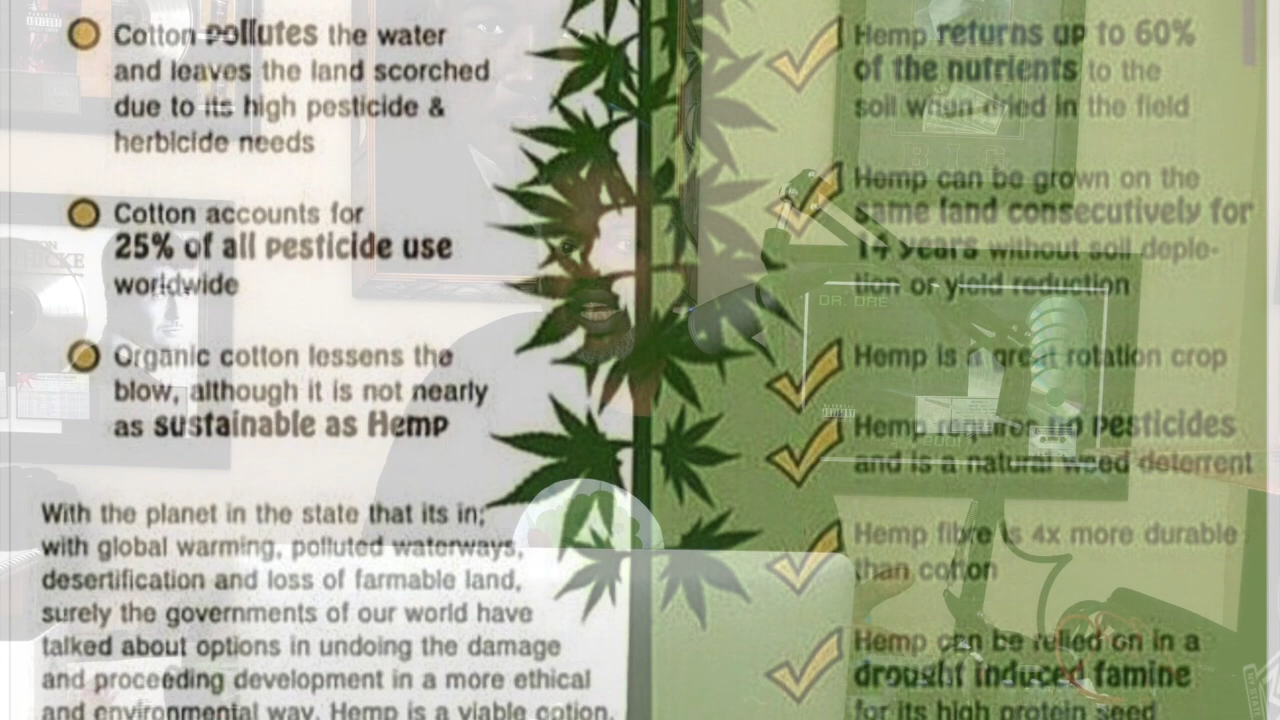 Cotton pollutes the water
and leaves the land scorched
due to its high pesticide &
herbicide needs
Cotton accounts for
25% of all pesticide use
worldwide
Organic cotton lessens the
blow, although it is not nearly
as sustainable as Hemp
With the planet in the state that its in;
with global warming, polluted waterways,
desertification and loss of farmable land,
surely the governments of our world have
talked about options in undoing the damage
and proceeding development in a more ethical
and environmental way. Hemp is a viable option.
Hemp returns up to 60%
of the nutrients to the
soil when dried in the field
Hemp can be grown on the
same land consecutively for
14 years without soil deple-
tion or yield reduction
Hemp is a great rotation crop
Hemp requires no pesticides
and is a natural weed deterrent
Hemp fibre is 4x more durable
than cotton
Hemp can be relied on in a
drought induced famine
for its high protein seed
BIG
DR. DRE
THICKE